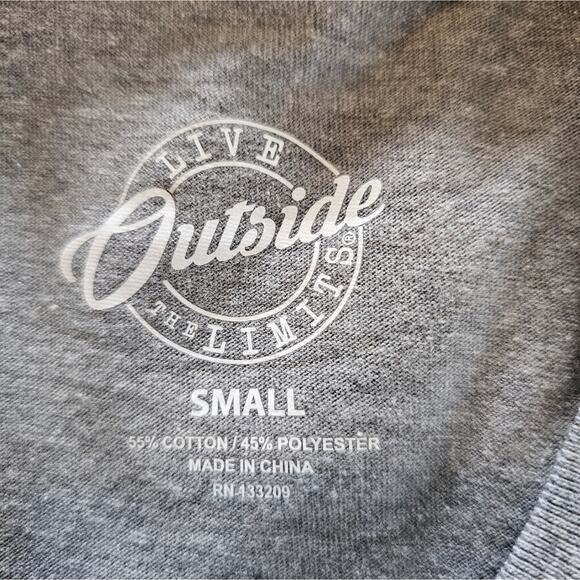 LIVE
Outside
THE LIMITS®
SMALL
55% COTTON / 45% POLYESTER
MADE IN CHINA
RN 133209